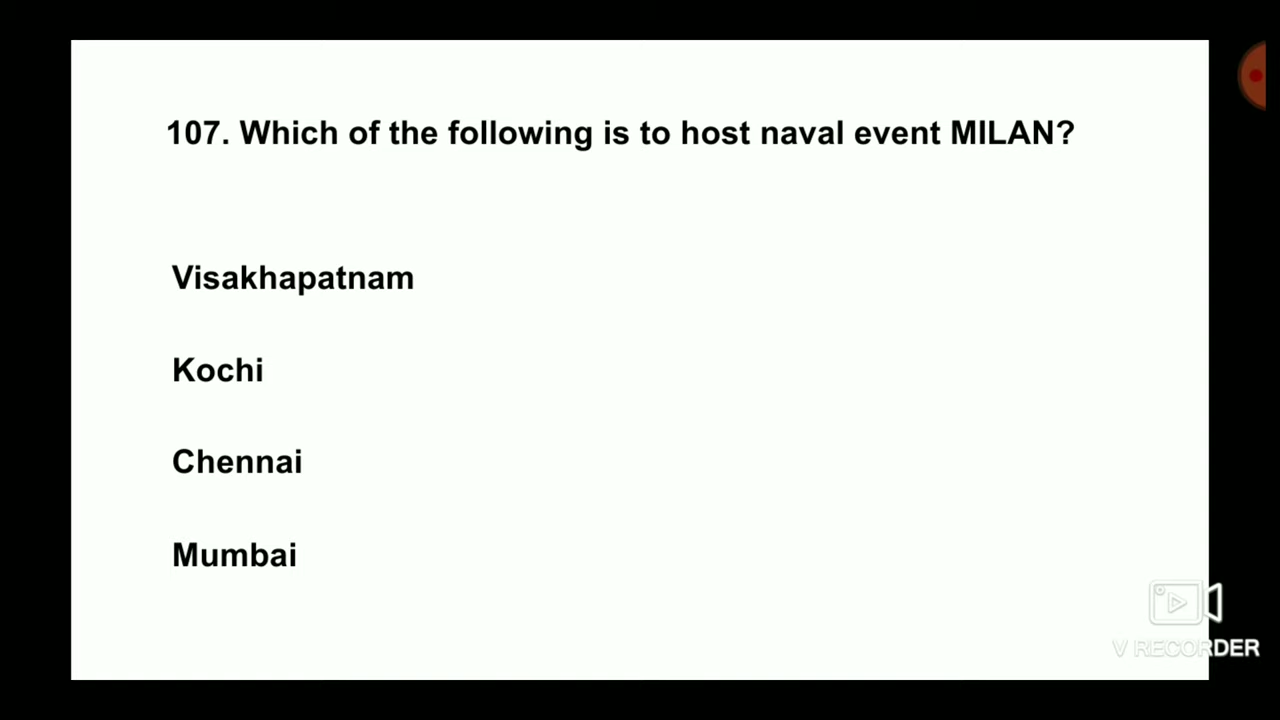 107. Which of the following is to host naval event MILAN?
Visakhapatnam
Kochi
Chennai
Mumbai
V RECORDER